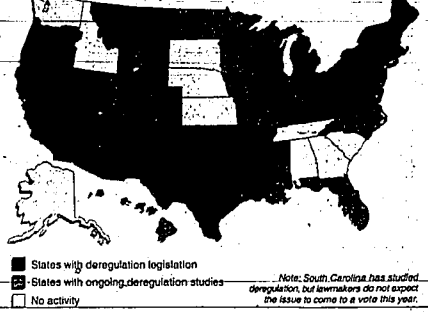 States with deregulation legislation
States with ongoing deregulation studies
No activity
Note: South Carolina has studied
deregulation, but lawmakers do not expect
the issue to come to a vote this year.